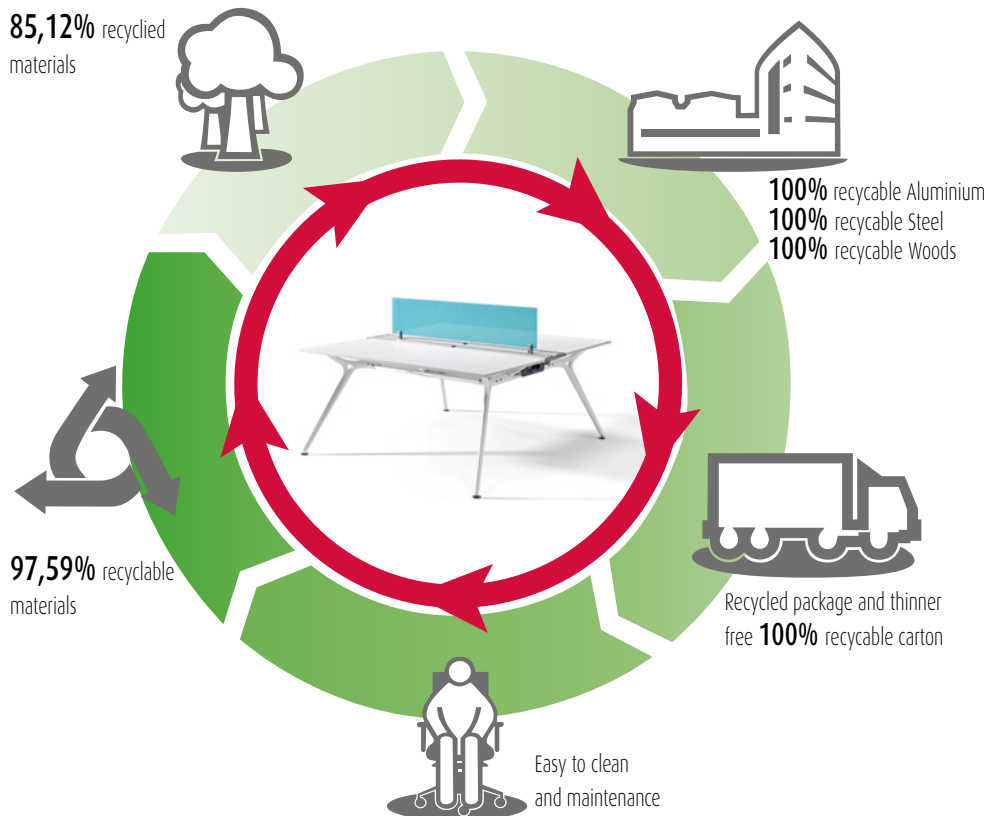 85,12% recyclied
materials
100% recycable Aluminium
100% recycable Steel
100% recycable Woods
Recycled package and thinner
free 100% recycable carton
Easy to clean
and maintenance
97,59% recyclable
materials